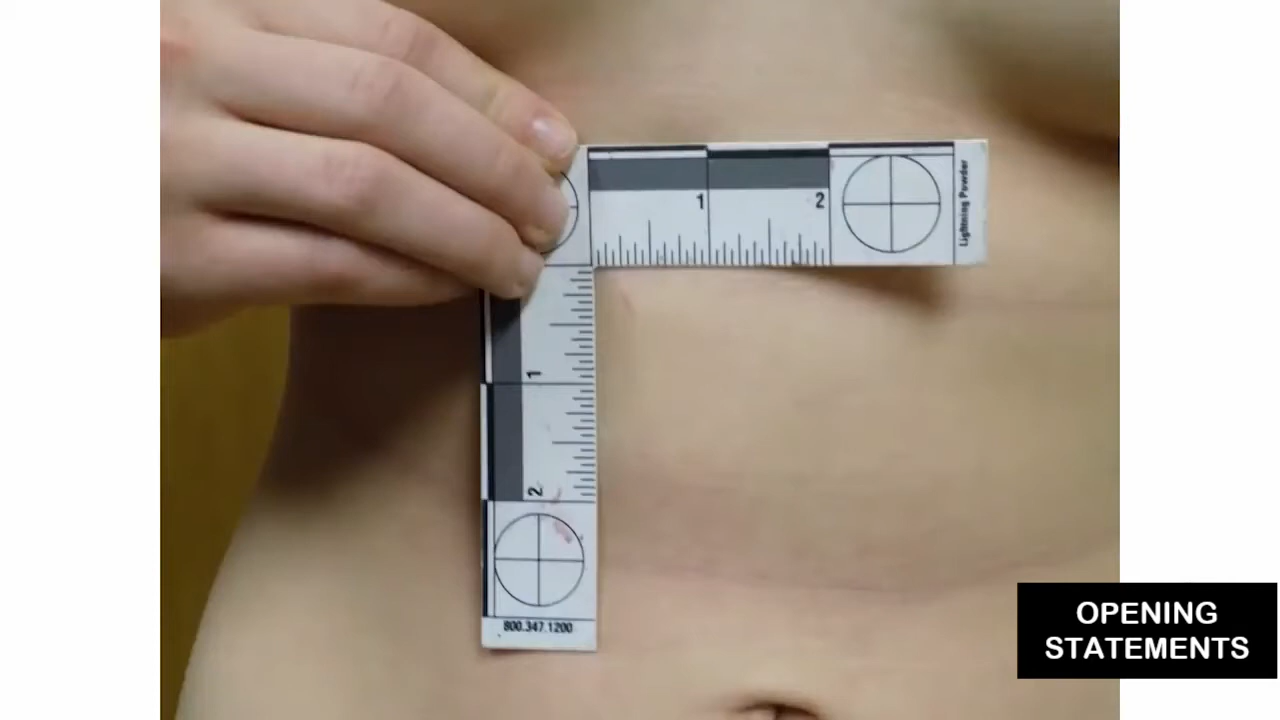 1
2
Lightning Powder
1
2
800.347.1200
OPENING
STATEMENTS